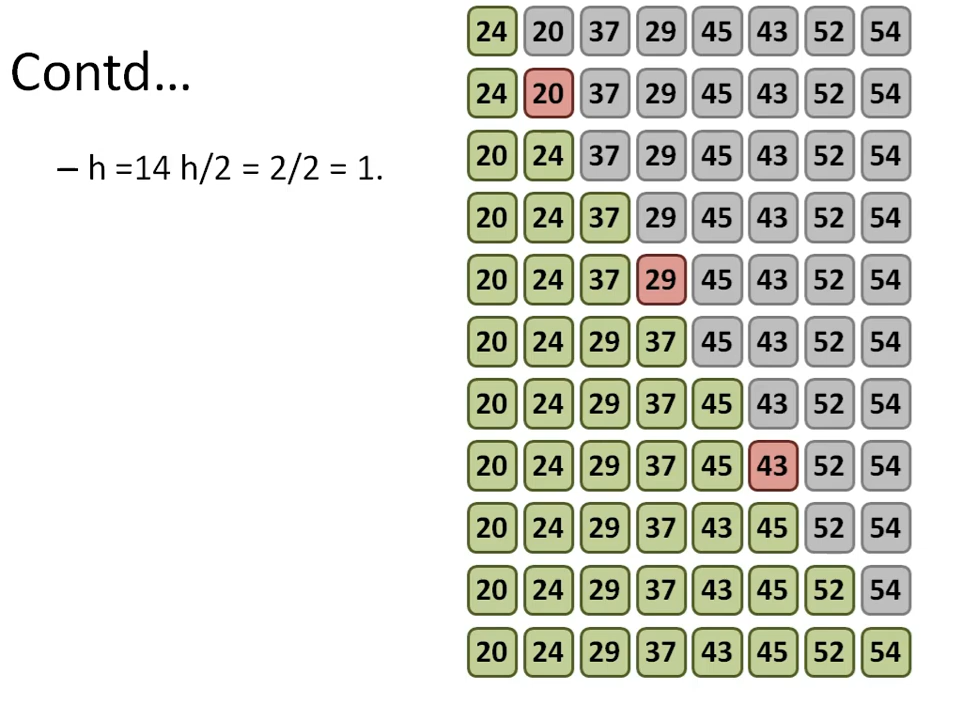 Contd…
– h =14 h/2 = 2/2 = 1.
24 20 37 29 45 43 52 54
24 20 37 29 45 43 52 54
20 24 37 29 45 43 52 54
20 24 37 29 45 43 52 54
20 24 37 29 45 43 52 54
20 24 29 37 45 43 52 54
20 24 29 37 45 43 52 54
20 24 29 37 45 43 52 54
20 24 29 37 43 45 52 54
20 24 29 37 43 45 52 54
20 24 29 37 43 45 52 54